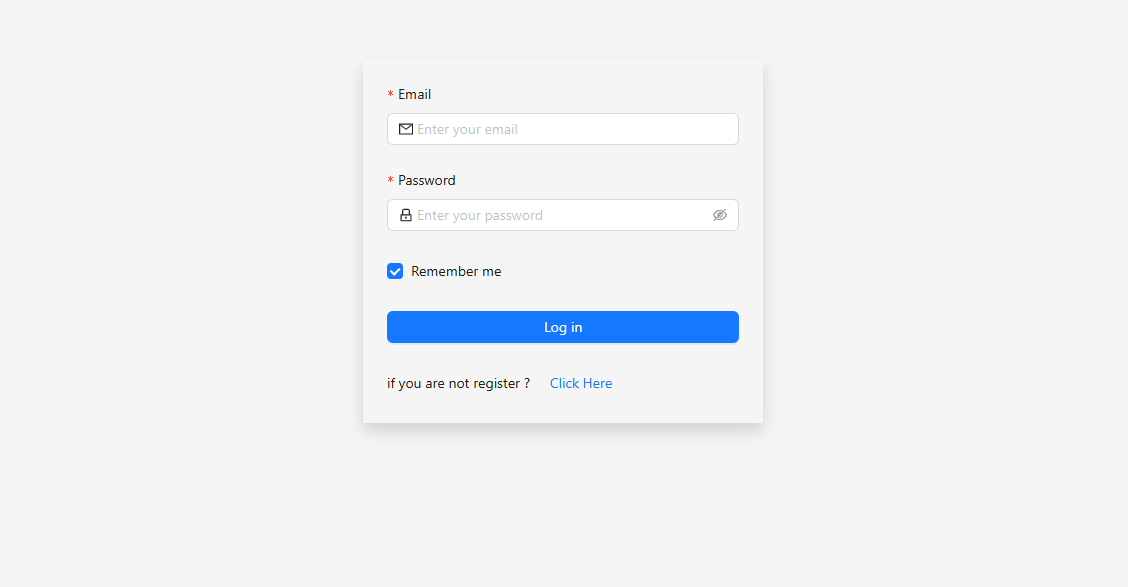 * Email
Enter your email
* Password
Enter your password
Remember me
Log in
if you are not register ? Click Here